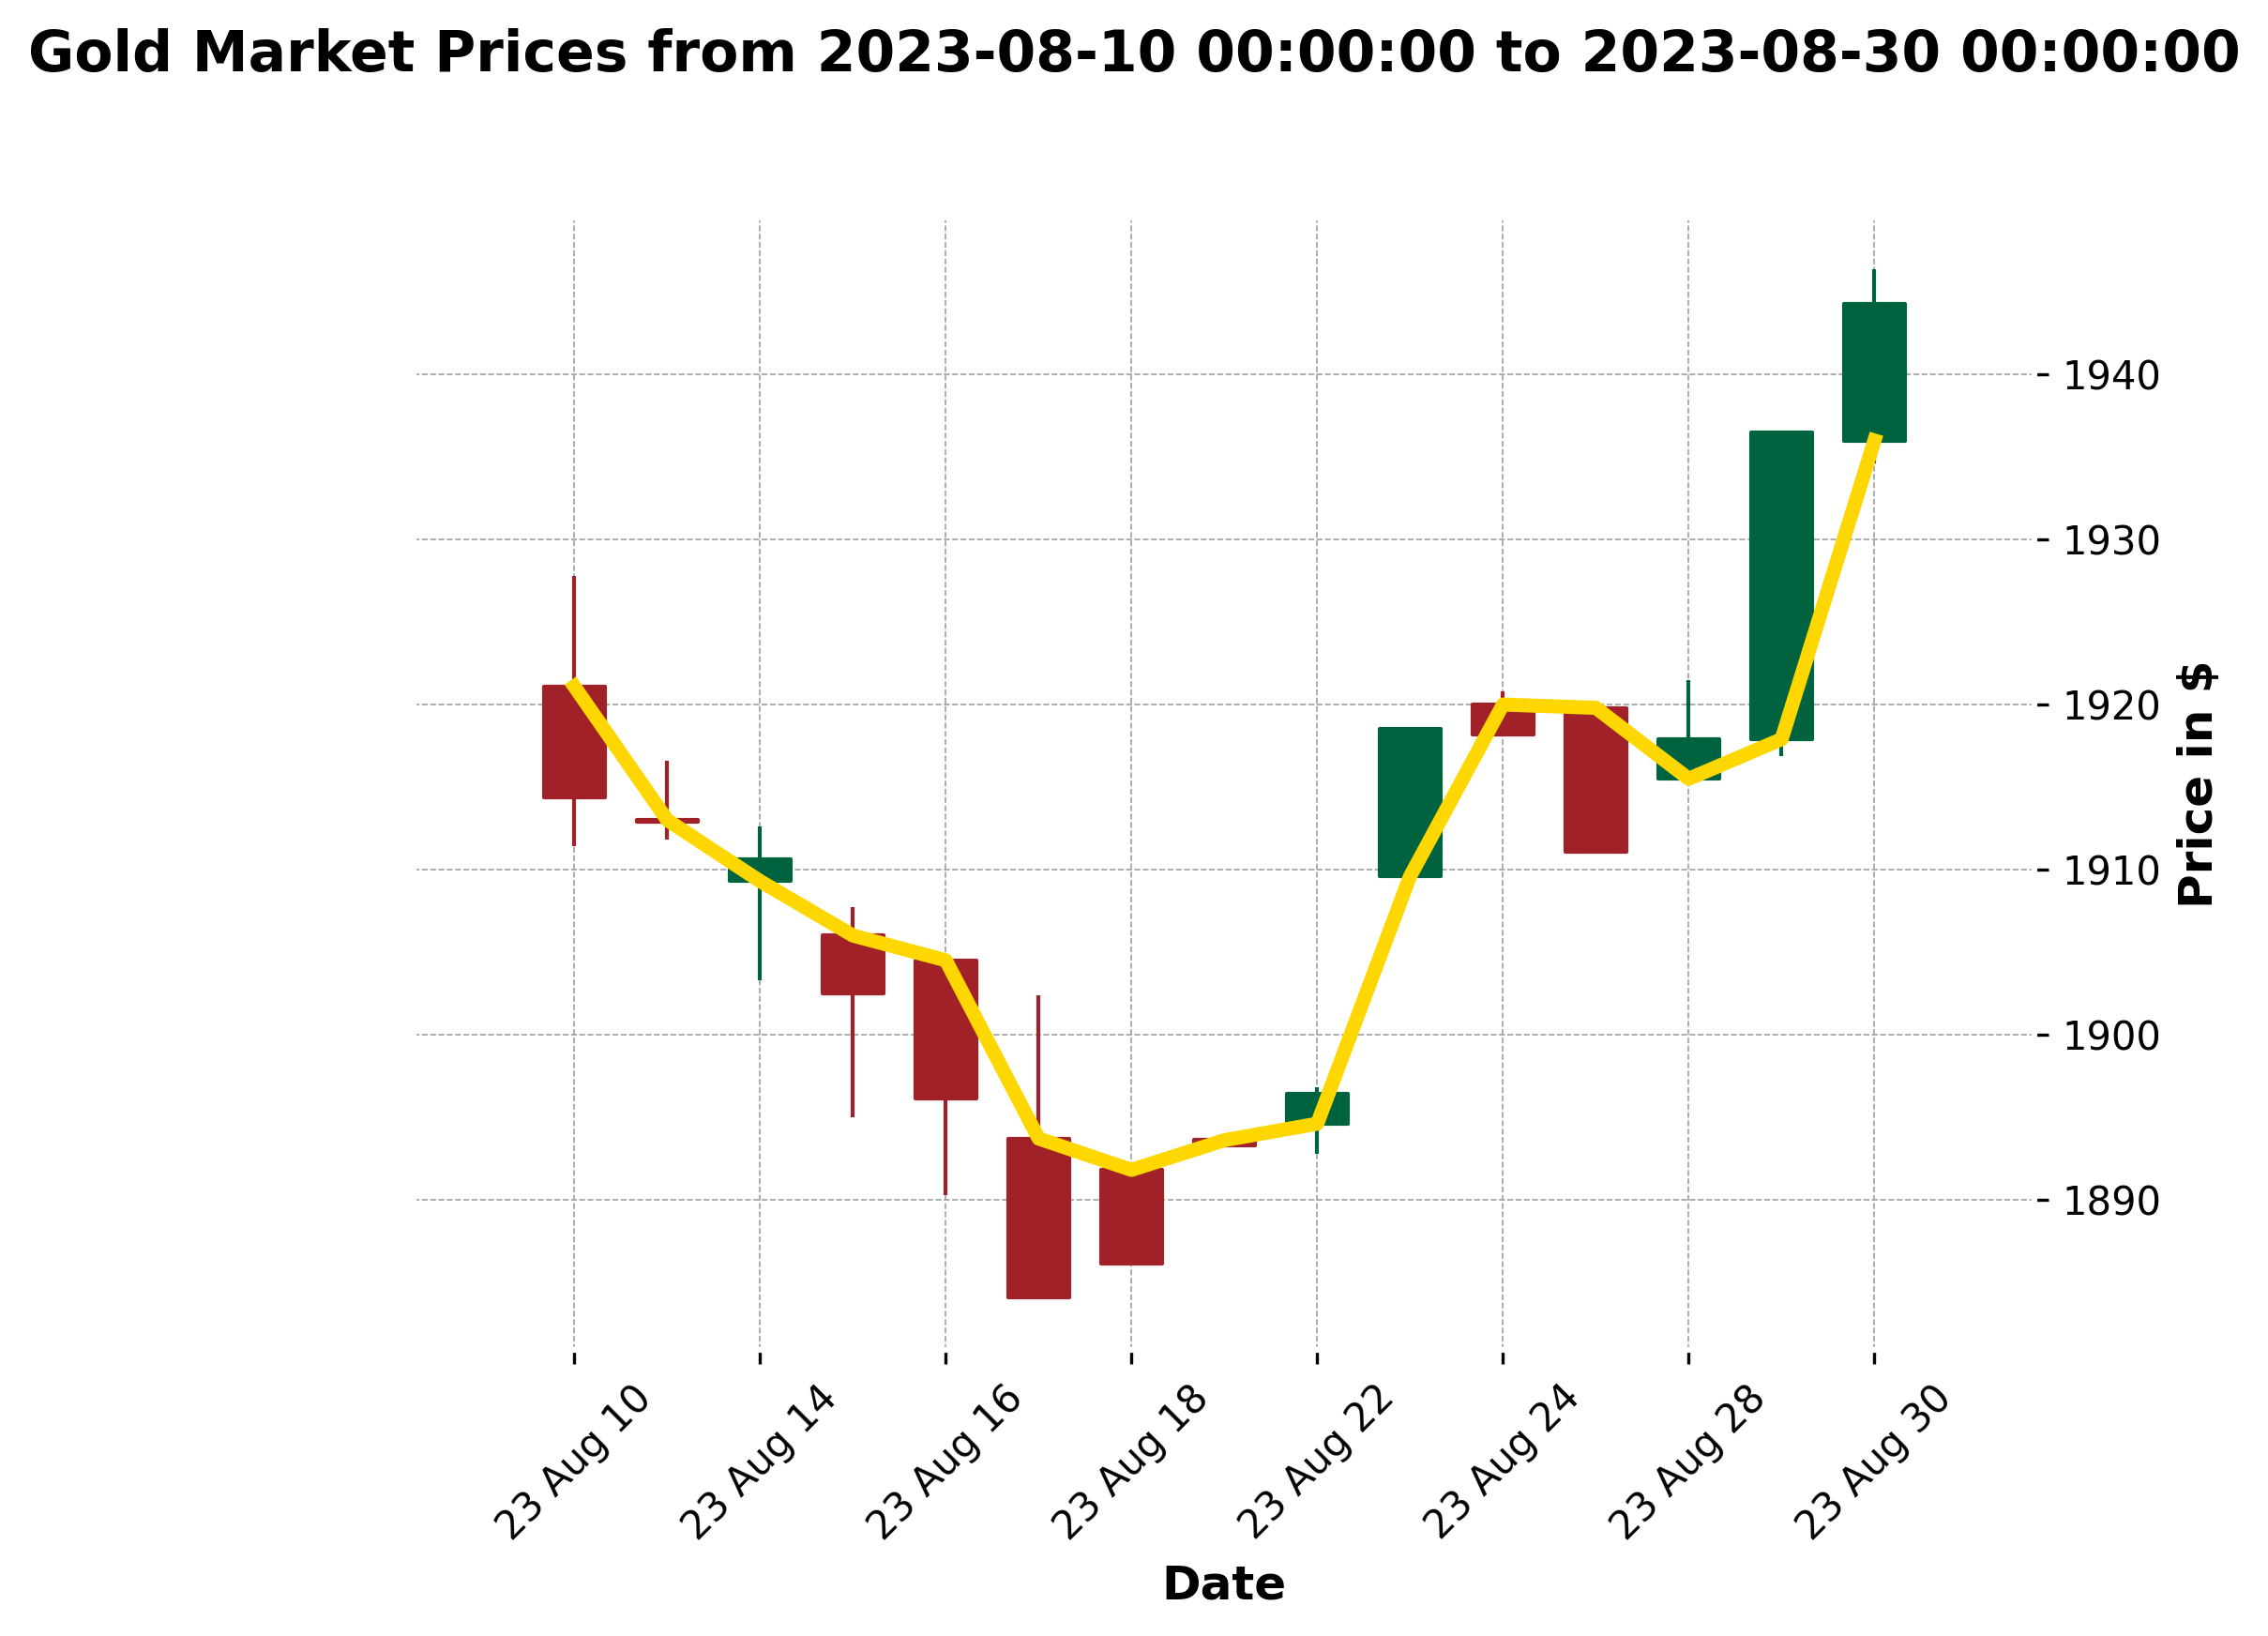 Gold Market Prices from 2023-08-10 00:00:00 to 2023-08-30 00:00:00
1940
1930
1920
1910
1900
1890
Price in $
23 Aug 10
23 Aug 14
23 Aug 16
23 Aug 18
23 Aug 22
23 Aug 24
23 Aug 28
23 Aug 30
Date